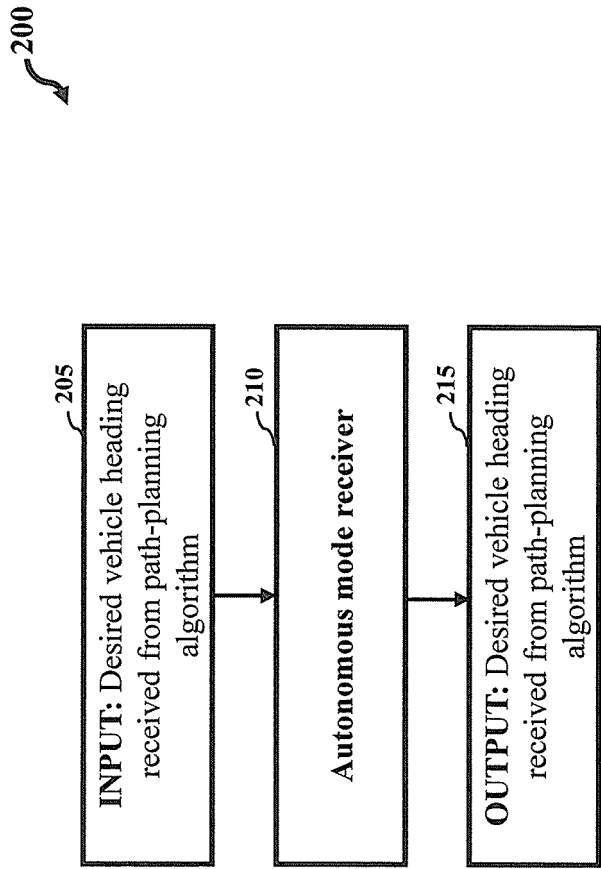 200
205
INPUT: Desired vehicle heading
received from path-planning
algorithm
210
Autonomous mode receiver
215
OUTPUT: Desired vehicle heading
received from path-planning
algorithm